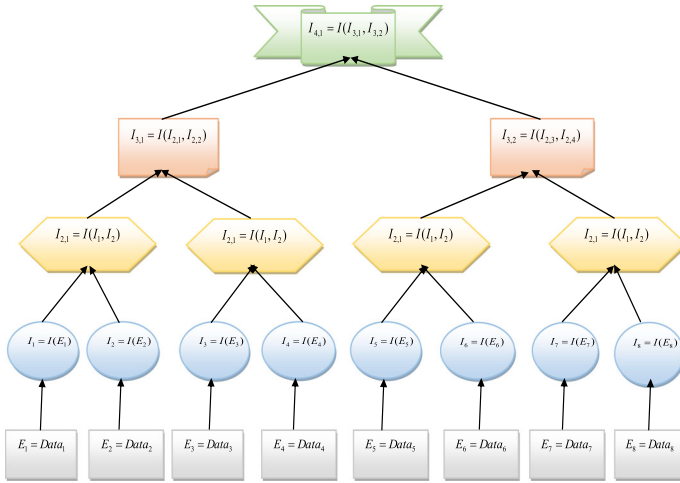 I₄,₁ = I(I₃,₁, I₃,₂)
I₃,₁ = I(I₂,₁, I₂,₂)
I₃,₂ = I(I₂,₃, I₂,₄)
I₂,₁ = I(I₁, I₂)
I₂,₁ = I(I₁, I₂)
I₂,₁ = I(I₁, I₂)
I₂,₁ = I(I₁, I₂)
I₁ = I(E₁)
I₂ = I(E₂)
I₃ = I(E₃)
I₄ = I(E₄)
I₅ = I(E₅)
I₆ = I(E₆)
I₇ = I(E₇)
I₈ = I(E₈)
E₁ = Data₁
E₂ = Data₂
E₃ = Data₃
E₄ = Data₄
E₅ = Data₅
E₆ = Data₆
E₇ = Data₇
E₈ = Data₈